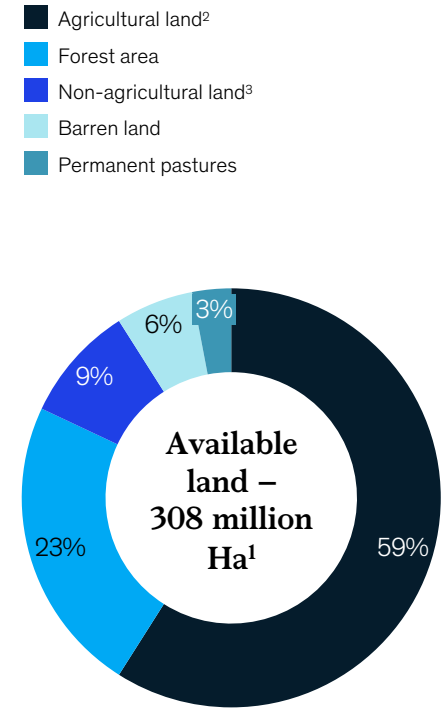 Agricultural land²
Forest area
Non-agricultural land³
Barren land
Permanent pastures
3%
6%
9%
Available
land –
308 million
Ha¹
23%
59%